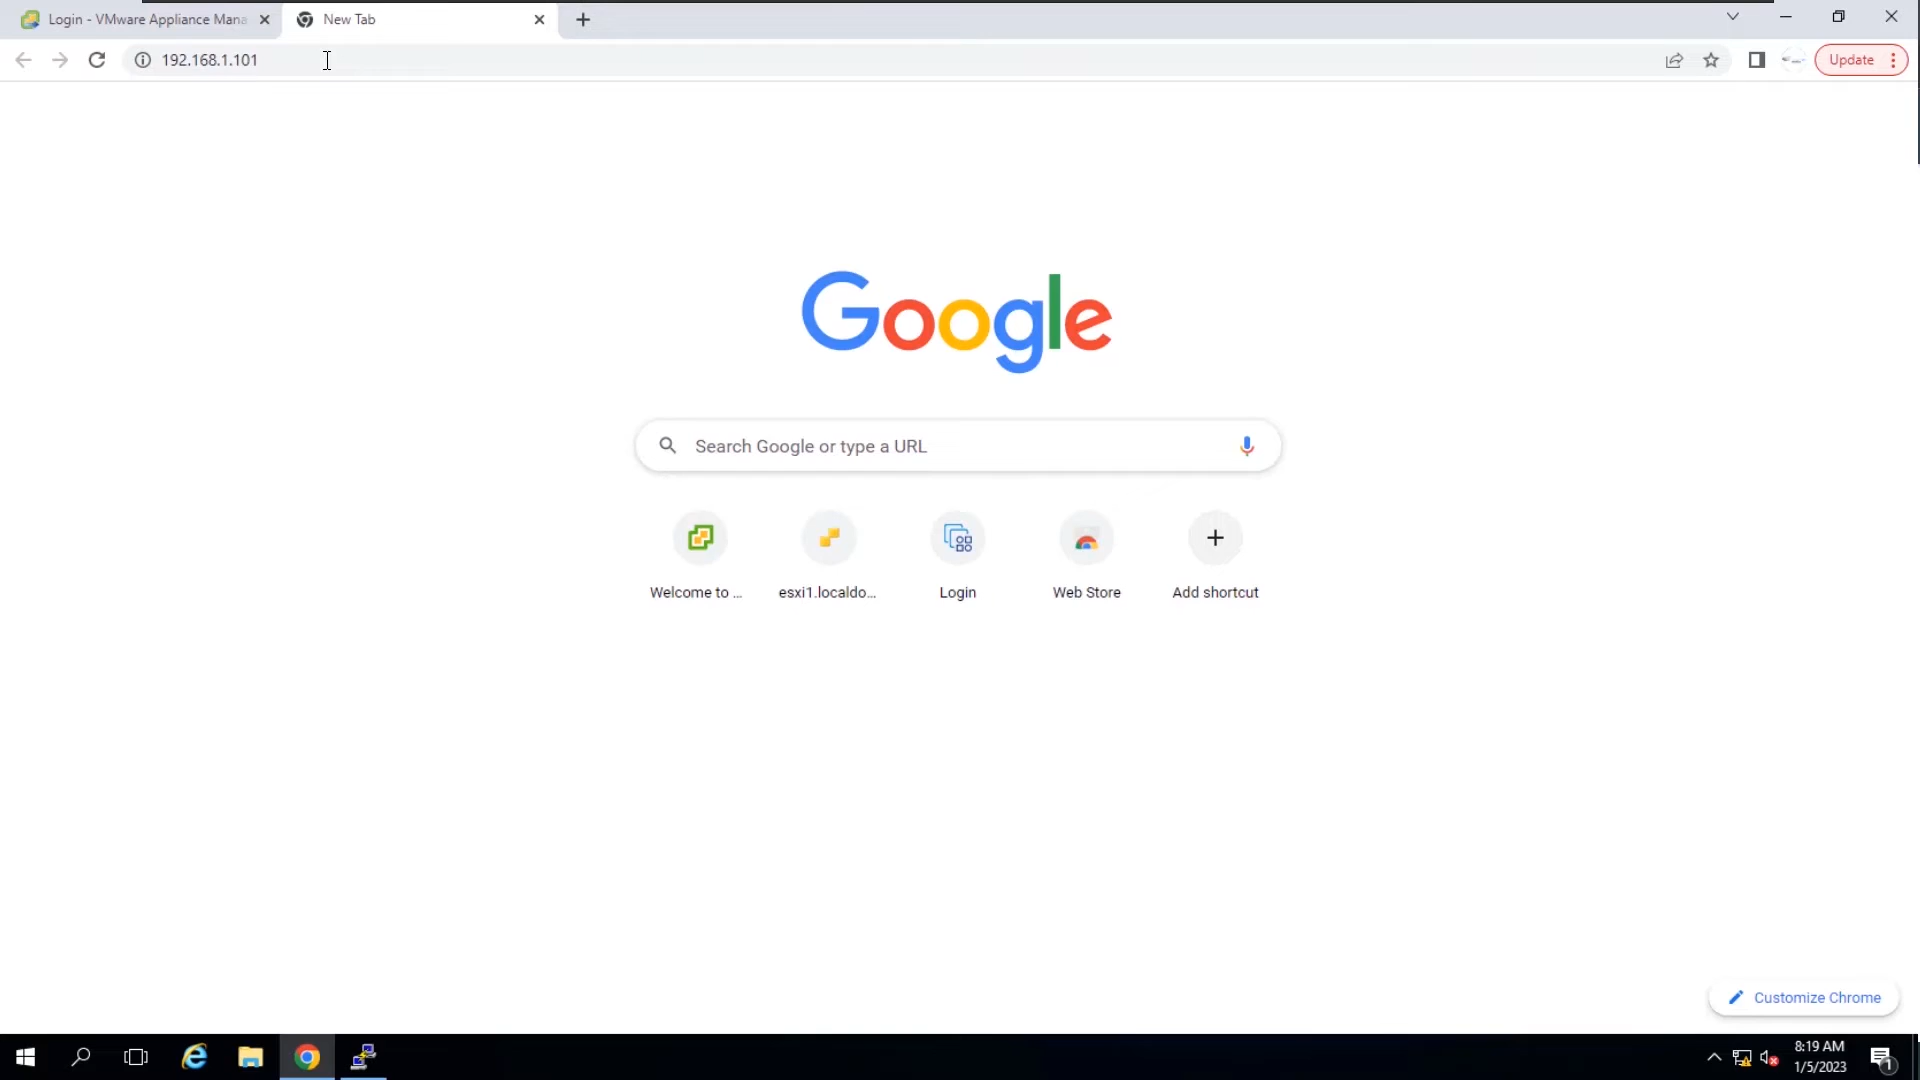 Login - VMware Appliance Mana
New Tab
192.168.1.101
Update
Google
Search Google or type a URL
Welcome to ...
esxi1.localdo...
Login
Web Store
Add shortcut
Customize Chrome
8:19 AM
1/5/2023
1